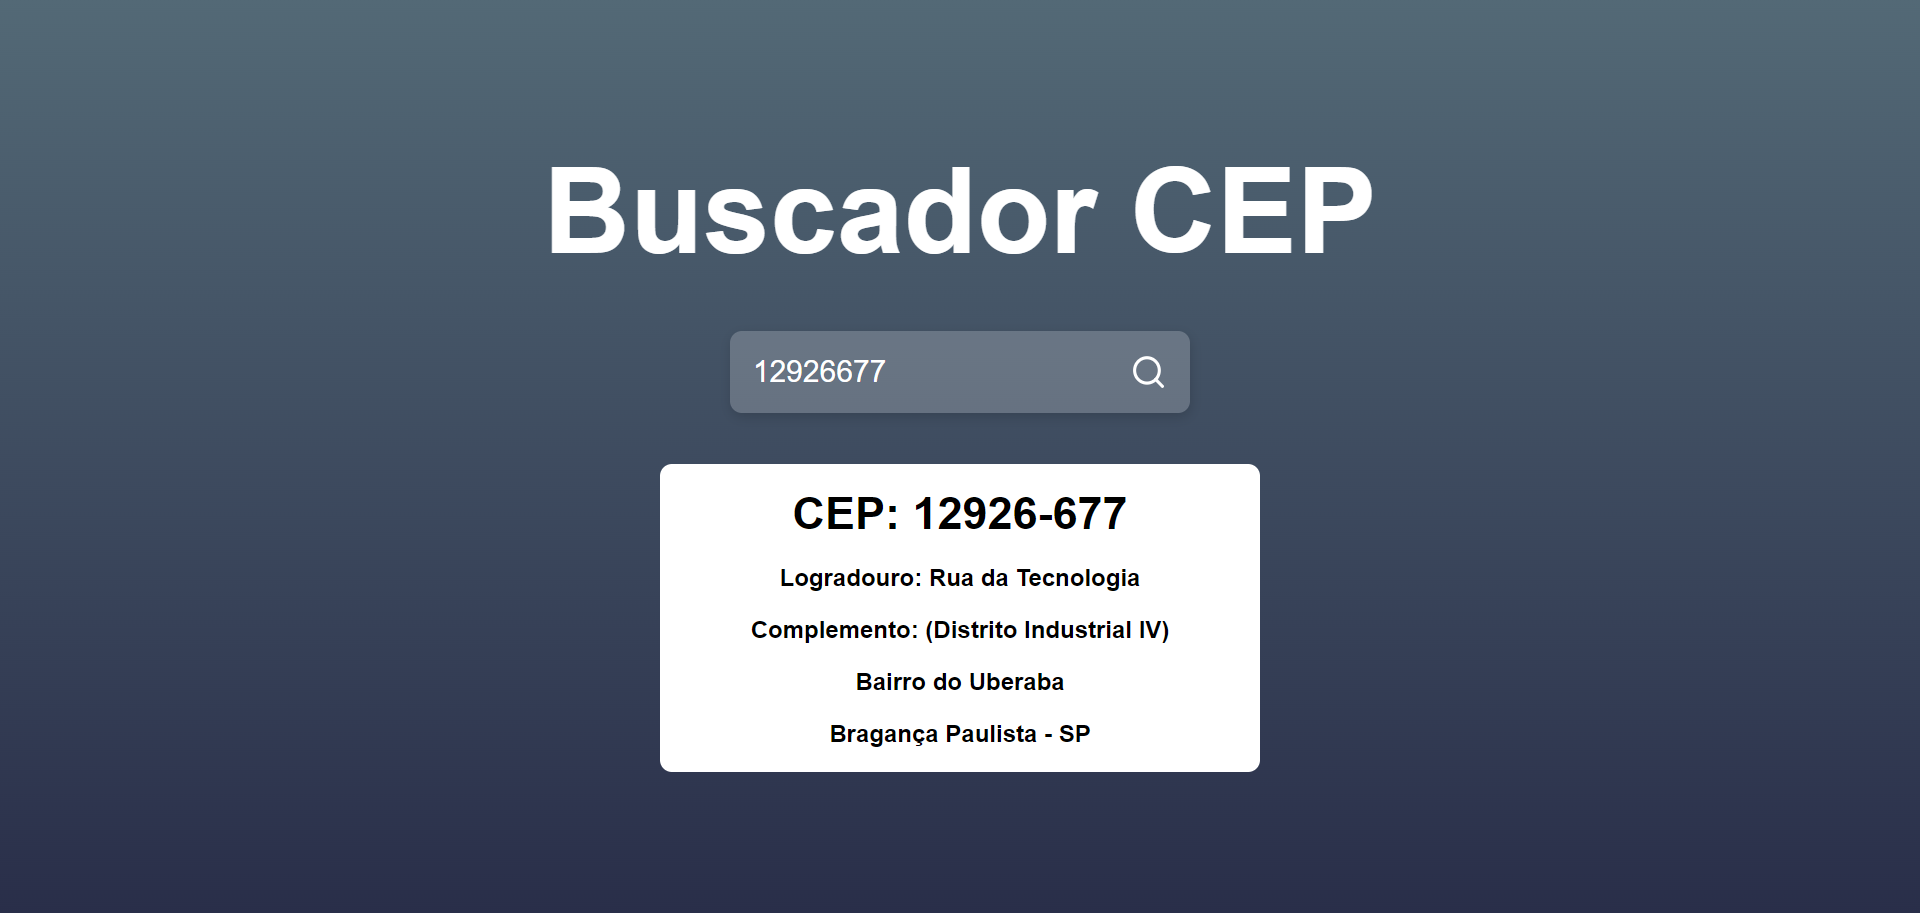 Buscador CEP
12926677
CEP: 12926-677
Logradouro: Rua da Tecnologia
Complemento: (Distrito Industrial IV)
Bairro do Uberaba
Bragança Paulista - SP